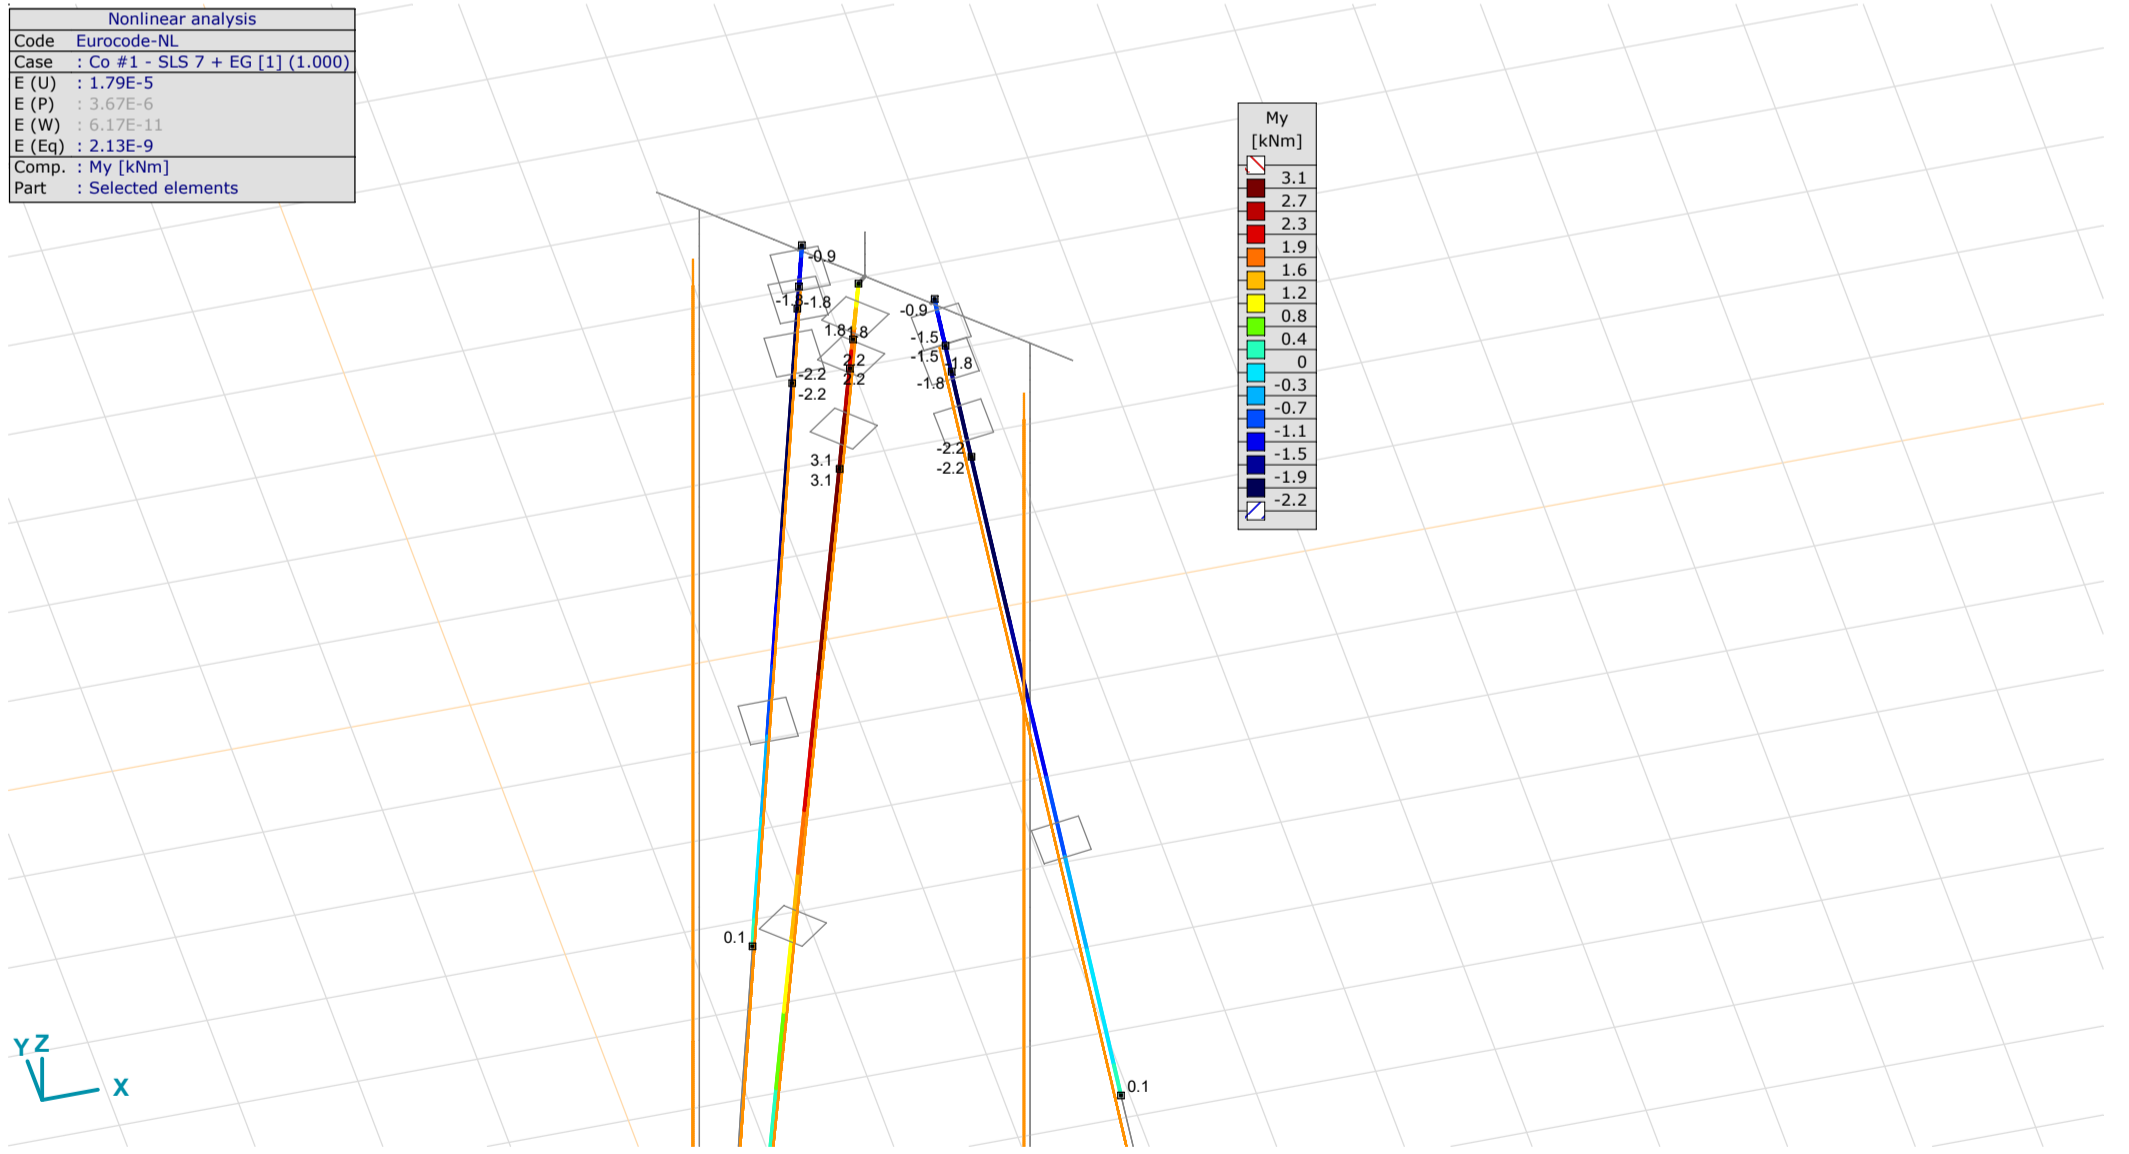 Nonlinear analysis
Code Eurocode-NL
Case : Co #1 - SLS 7 + EG [1] (1.000)
E (U) : 1.79E-5
E (P) : 3.67E-6
E (W) : 6.17E-11
E (Eq) : 2.13E-9
Comp. : My [kNm]
Part : Selected elements
My
[kNm]
3.1
2.7
2.3
1.9
1.6
1.2
0.8
0.4
0
-0.3
-0.7
-1.1
-1.5
-1.9
-2.2
-0.9
-1.8
-2.2
-2.2
0.1
1.8
2.2
2.2
3.1
3.1
-0.9
-1.5
-1.5
-1.8
-1.8
-2.2
-2.2
0.1
Y Z
X